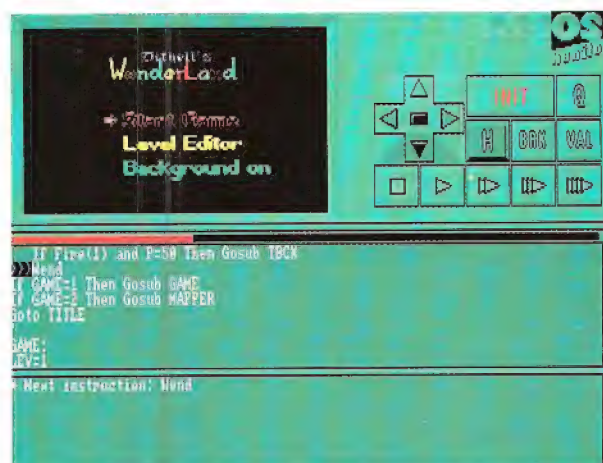 Dithell's
WonderLand
Start Game
Level Editor
Background on
OS
monitor
INIT
Q
H
BRK
VAL
If Fire(1) and P=50 Then Gosub TBCK
Wend
If GAME=1 Then Gosub GAME
If GAME=2 Then Gosub MAPPER
Goto TITLE
GAME:
LEV=1
* Next instruction: Wend